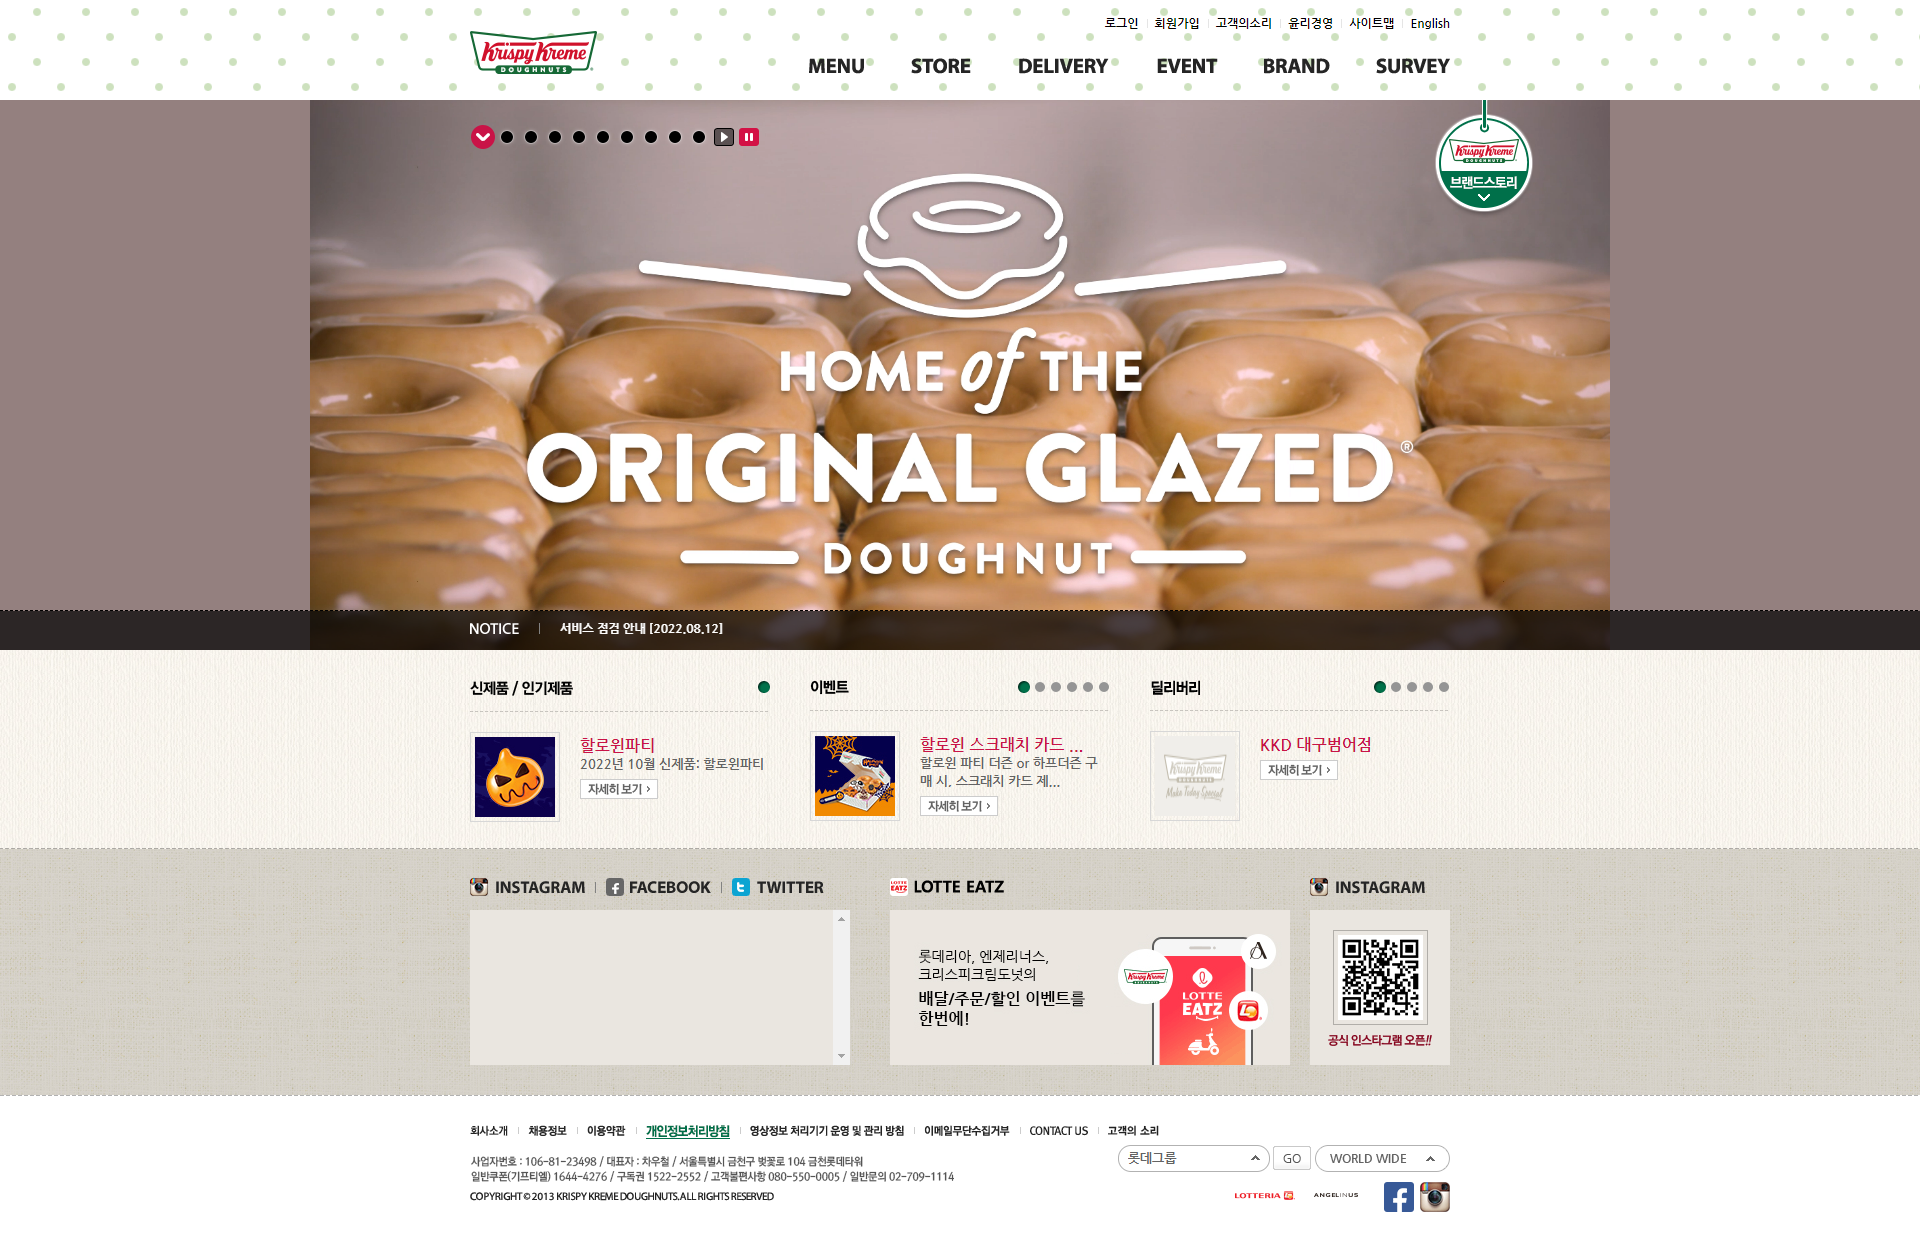 로그인 회원가입 고객의소리 윤리경영 사이트맵 English
Krispy Kreme
DOUGHNUTS
MENU STORE DELIVERY EVENT BRAND SURVEY
Krispy Kreme
DOUGHNUTS
브랜드스토리
HOME of THE
ORIGINAL GLAZED®
DOUGHNUT
NOTICE 서비스 점검 안내 [2022.08.12]
신제품 / 인기제품
할로윈파티
2022년 10월 신제품: 할로윈파티
자세히 보기
이벤트
할로윈 스크래치 카드 ...
할로윈 파티 더즌 or 하프더즌 구
매 시, 스크래치 카드 제...
자세히 보기
딜리버리
Krispy Kreme
DOUGHNUTS
Make Today Special
KKD 대구범어점
자세히 보기
INSTAGRAM FACEBOOK TWITTER
LOTTE EATZ LOTTE EATZ
INSTAGRAM
롯데리아, 엔제리너스,
크리스피크림도넛의
배달/주문/할인 이벤트를
한번에!
Krispy Kreme
DOUGHNUTS
LOTTE
EATZ
공식 인스타그램 오픈!!
회사소개 채용정보 이용약관 개인정보처리방침 영상정보 처리기기 운영 및 관리 방침 이메일무단수집거부 CONTACT US 고객의 소리
사업자번호 : 106-81-23498 / 대표자 : 차우철 / 서울특별시 금천구 벚꽃로 104 금천롯데타워
일반쿠폰(기프티엘) 1644-4276 / 구독권 1522-2552 / 고객불편사항 080-550-0005 / 일반문의 02-709-1114
COPYRIGHT © 2013 KRISPY KREME DOUGHNUTS.ALL RIGHTS RESERVED
롯데그룹 GO WORLD WIDE
LOTTERIA ANGELINUS